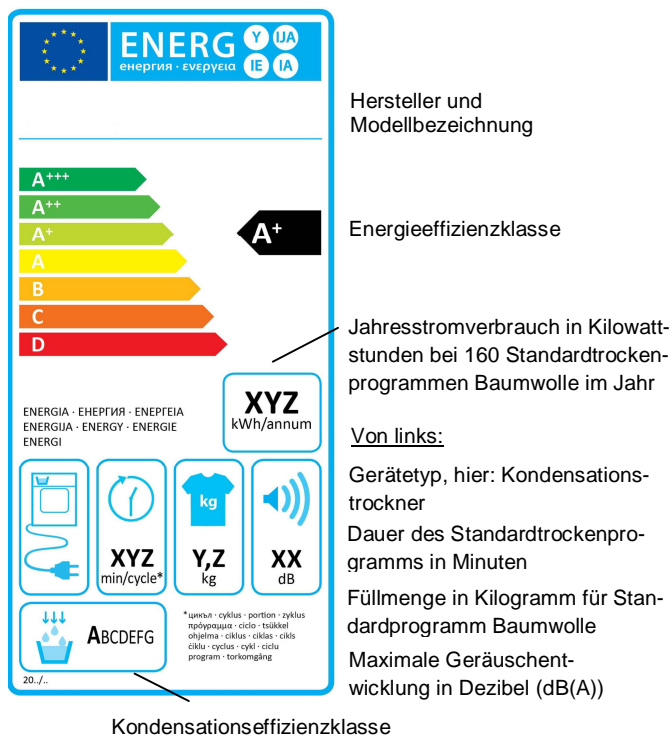 ENERG Y IJA
енергия · ενεργεια IE IA
Hersteller und
Modellbezeichnung
A+++
A++
A+
A
B
C
D
A+
Energieeffizienzklasse
Jahresstromverbrauch in Kilowatt-
stunden bei 160 Standardtrocken-
programmen Baumwolle im Jahr
XYZ
kWh/annum
ENERGIA · ЕНЕРГИЯ · ΕΝΕΡΓΕΙΑ
ENERGIJA · ENERGY · ENERGIE
ENERGI
Von links:
Gerätetyp, hier: Kondensations-
trockner
Dauer des Standardtrockenpro-
gramms in Minuten
Füllmenge in Kilogramm für Stan-
dardprogramm Baumwolle
Maximale Geräuschent-
wicklung in Dezibel (dB(A))
XYZ
min/cycle*
kg
Y,Z
kg
XX
dB
ABCDEFG
*цикъл · cyklus · portion · zyklus
πρόγραμμα · ciclo · tsükkel
ohjelma · ciklus · ciklas · cikls
ċiklu · cyclus · cykl · ciclu
program · torkomgång
20../..
Kondensationseffizienzklasse